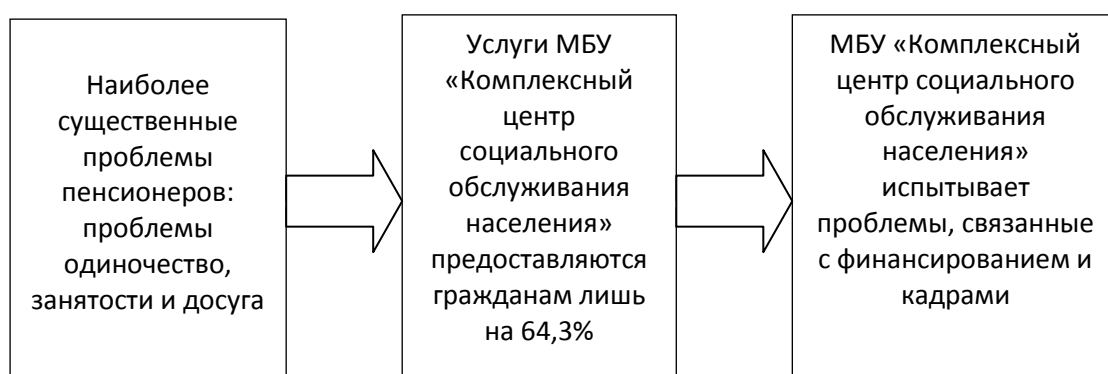 Наиболее
существенные
проблемы
пенсионеров:
проблемы
одиночество,
занятости и досуга
Услуги МБУ
«Комплексный
центр
социального
обслуживания
населения»
предоставляются
гражданам лишь
на 64,3%
МБУ «Комплексный
центр социального
обслуживания
населения»
испытывает
проблемы, связанные
с финансированием и
кадрами